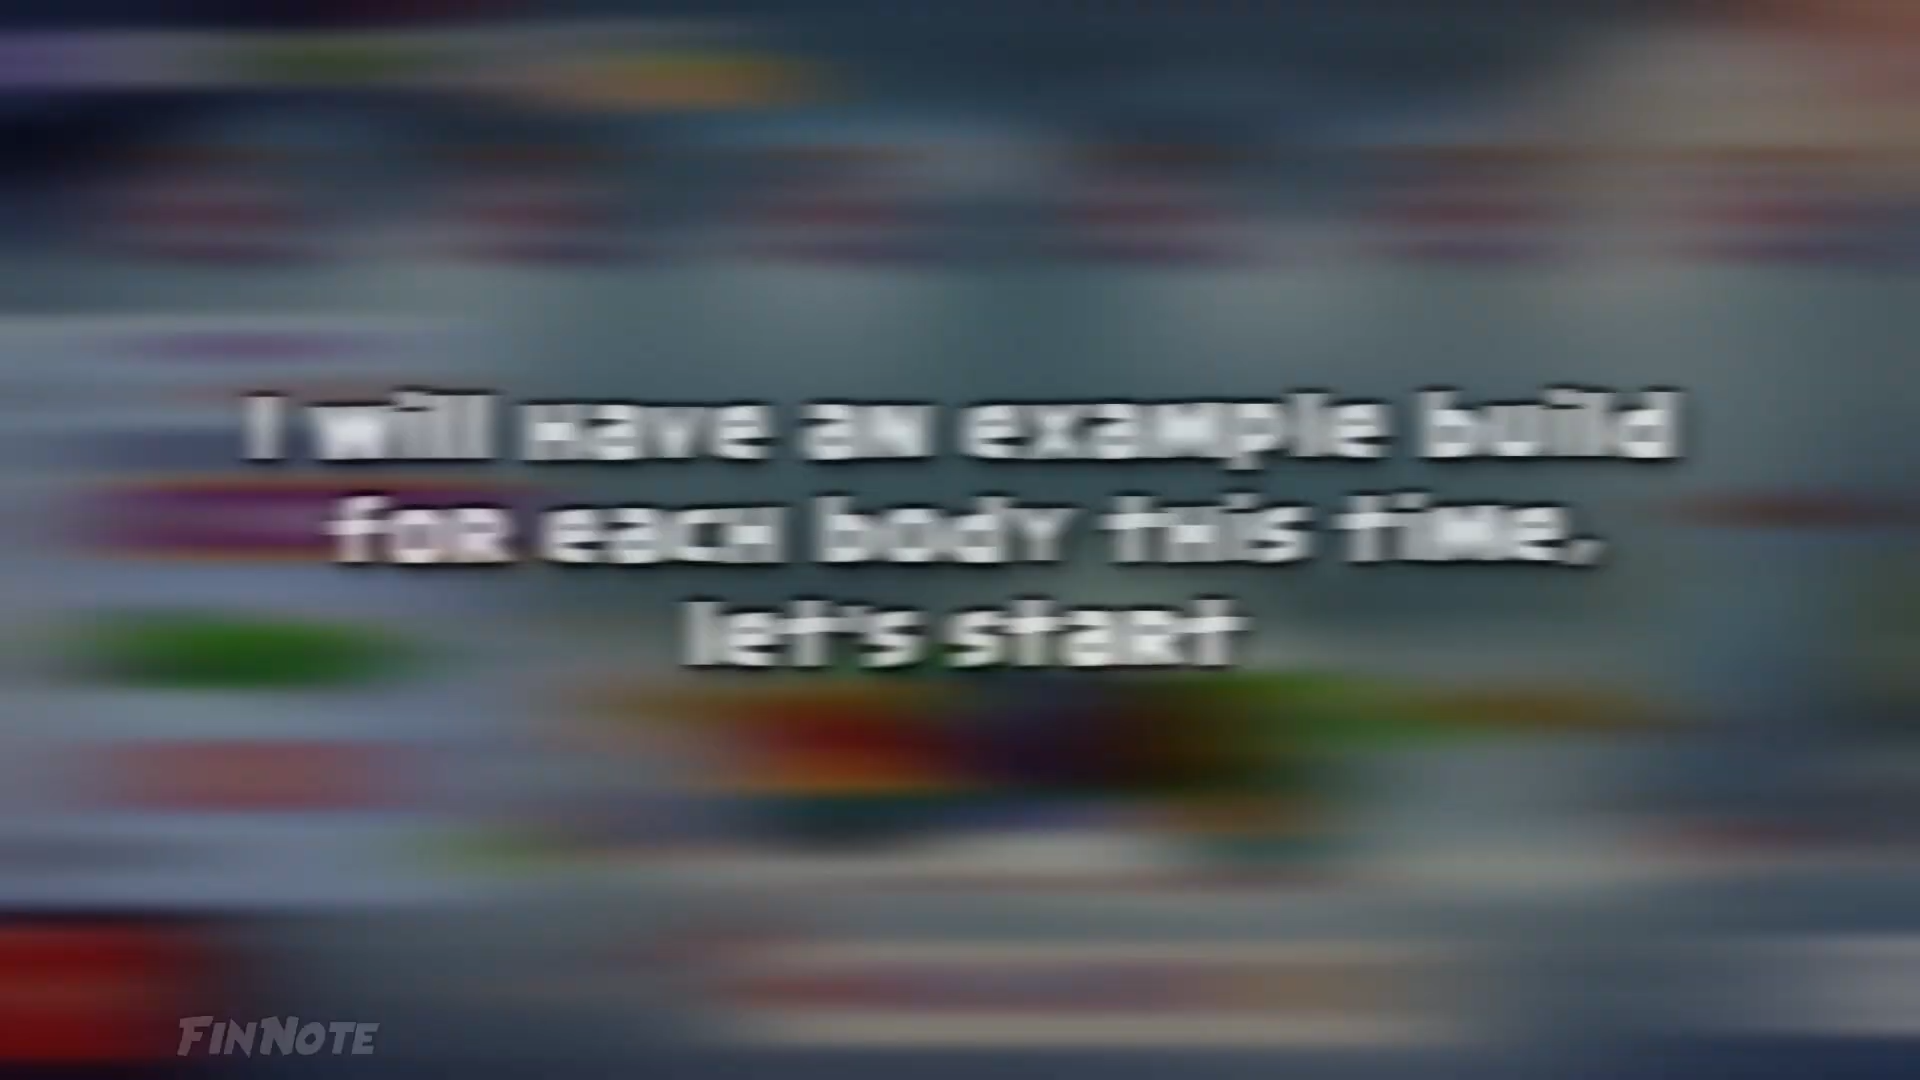 I will have an example build
for each body this time,
let's start
FINNOTE